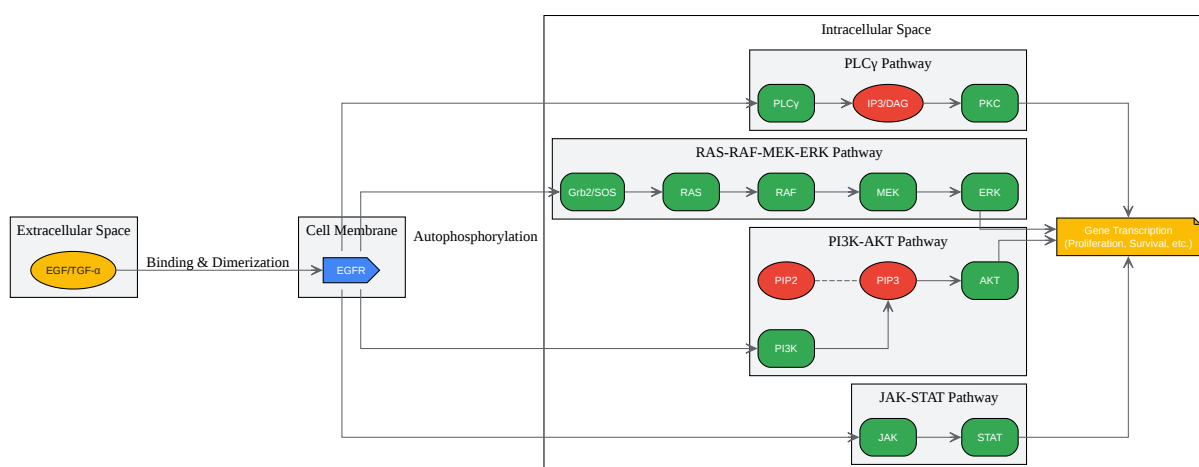 Intracellular Space
PLCγ Pathway
PLCγ
IP3/DAG
PKC
RAS-RAF-MEK-ERK Pathway
Grb2/SOS
RAS
RAF
MEK
ERK
Extracellular Space
EGF/TGF-α
Binding & Dimerization
Cell Membrane
EGFR
Autophosphorylation
PI3K-AKT Pathway
PIP2
PIP3
AKT
PI3K
Gene Transcription
(Proliferation, Survival, etc.)
JAK-STAT Pathway
JAK
STAT